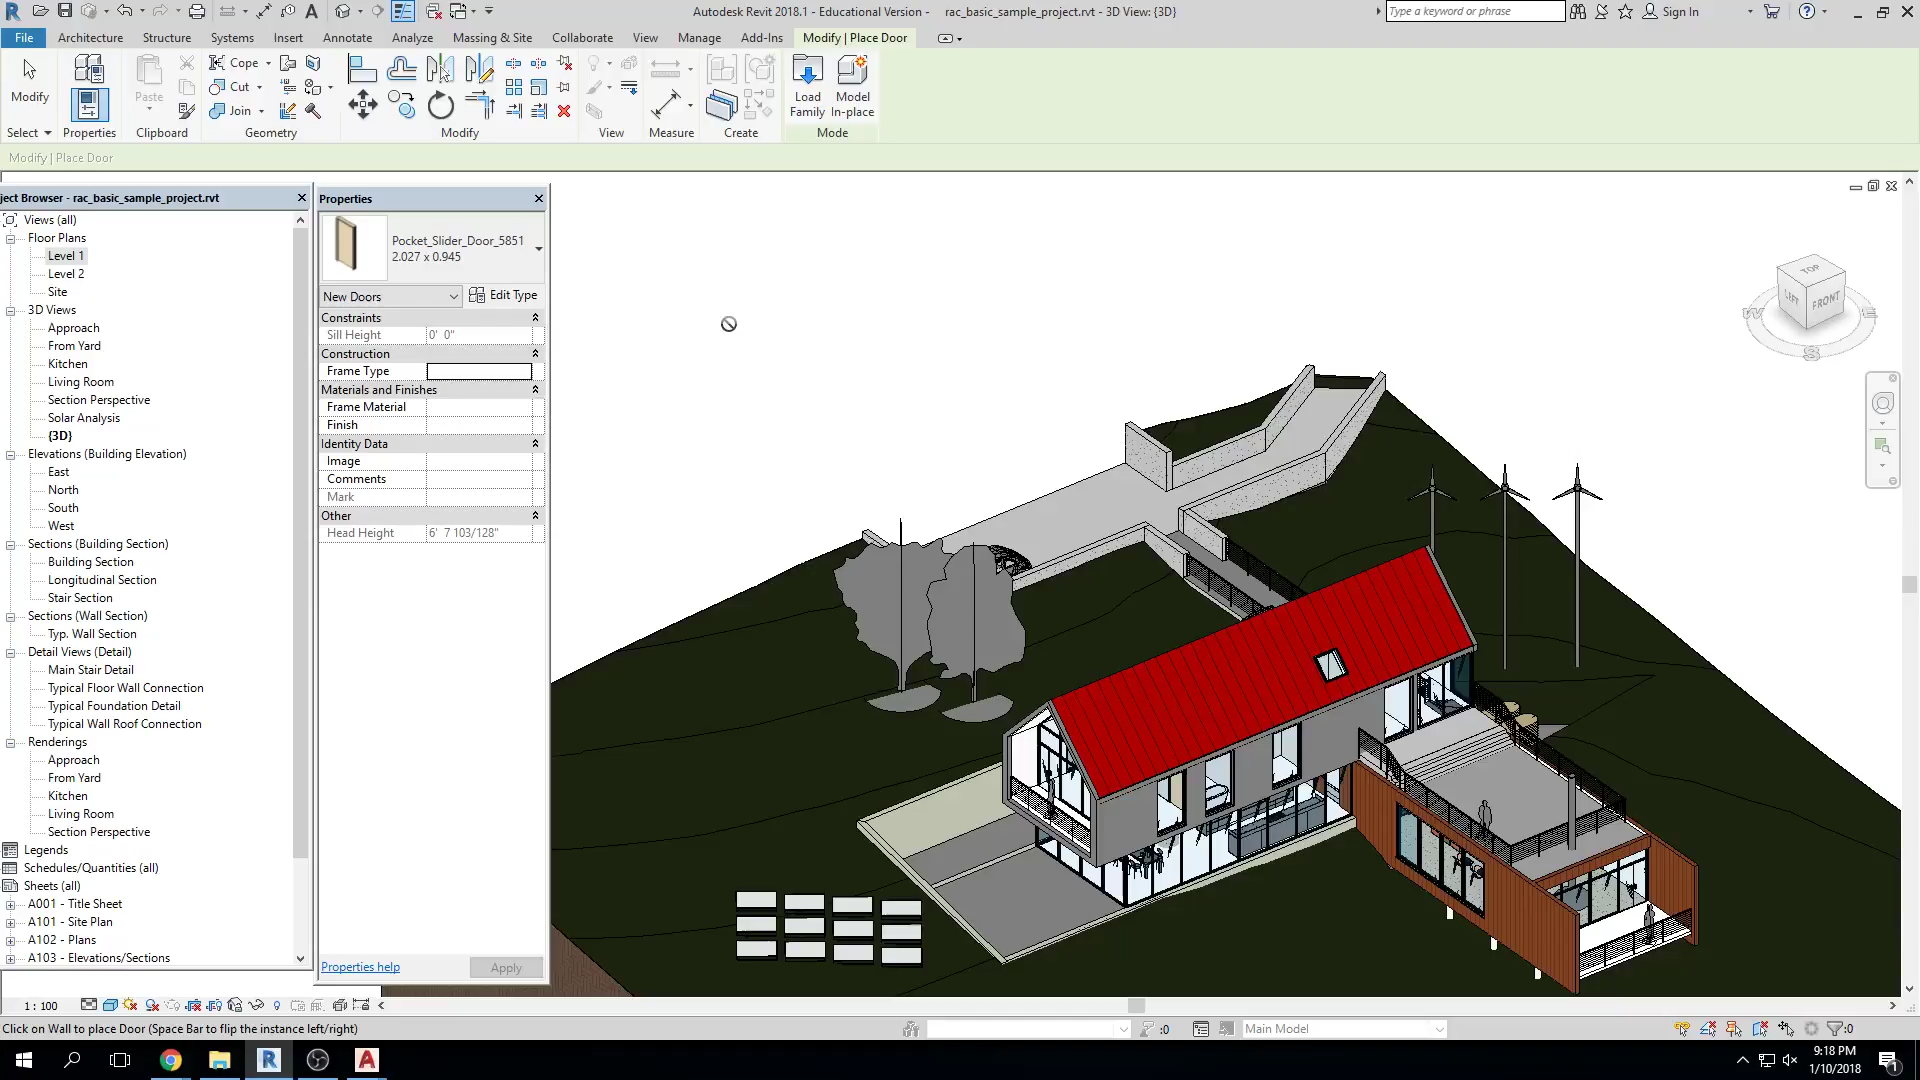 Autodesk Revit 2018.1 - Educational Version - rac_basic_sample_project.rvt - 3D View: {3D}
Type a keyword or phrase
Sign In
File Architecture Structure Systems Insert Annotate Analyze Massing & Site Collaborate View Manage Add-Ins Modify | Place Door
Cope
Cut
Join
Modify
Paste
Load Family
Model In-place
Select Properties Clipboard Geometry Modify View Measure Create Mode
Modify | Place Door
ject Browser - rac_basic_sample_project.rvt
Views (all)
Floor Plans
Level 1
Level 2
Site
3D Views
Approach
From Yard
Kitchen
Living Room
Section Perspective
Solar Analysis
{3D}
Elevations (Building Elevation)
East
North
South
West
Sections (Building Section)
Building Section
Longitudinal Section
Stair Section
Sections (Wall Section)
Typ. Wall Section
Detail Views (Detail)
Main Stair Detail
Typical Floor Wall Connection
Typical Foundation Detail
Typical Wall Roof Connection
Renderings
Approach
From Yard
Kitchen
Living Room
Section Perspective
Legends
Schedules/Quantities (all)
Sheets (all)
A001 - Title Sheet
A101 - Site Plan
A102 - Plans
A103 - Elevations/Sections
Properties
Pocket_Slider_Door_5851
2.027 x 0.945
New Doors
Edit Type
Constraints
Sill Height 0' 0"
Construction
Frame Type
Materials and Finishes
Frame Material
Finish
Identity Data
Image
Comments
Mark
Other
Head Height 6' 7 103/128"
Properties help
Apply
TOP
LEFT
FRONT
W
E
S
1 : 100
Click on Wall to place Door (Space Bar to flip the instance left/right)
:0
Main Model
:0
9:18 PM
1/10/2018
1